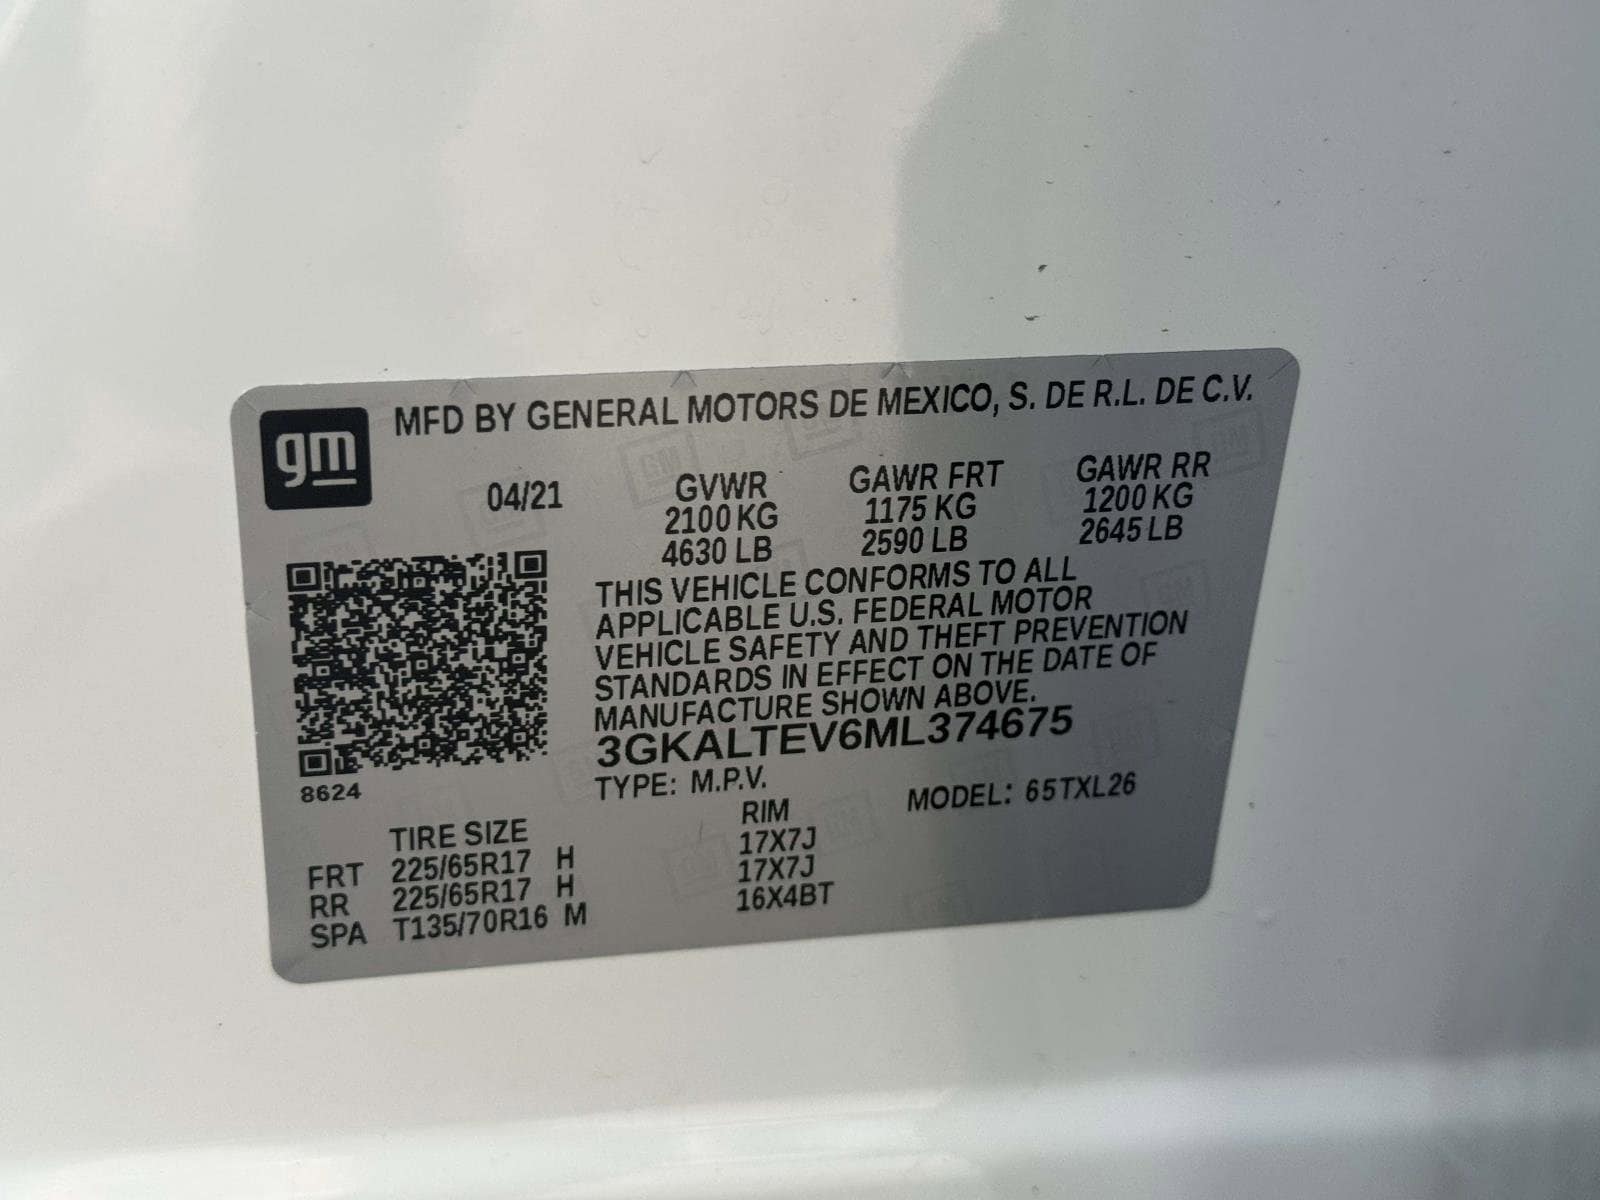 gm
MFD BY GENERAL MOTORS DE MEXICO, S. DE R.L. DE C.V.
04/21 GVWR GAWR FRT GAWR RR
2100 KG 1175 KG 1200 KG
4630 LB 2590 LB 2645 LB
THIS VEHICLE CONFORMS TO ALL
APPLICABLE U.S. FEDERAL MOTOR
VEHICLE SAFETY AND THEFT PREVENTION
STANDARDS IN EFFECT ON THE DATE OF
MANUFACTURE SHOWN ABOVE.
3GKALTEV6ML374675
8624
TYPE: M.P.V. MODEL: 65TXL26
TIRE SIZE RIM
FRT 225/65R17 H 17X7J
RR 225/65R17 H 17X7J
SPA T135/70R16 M 16X4BT